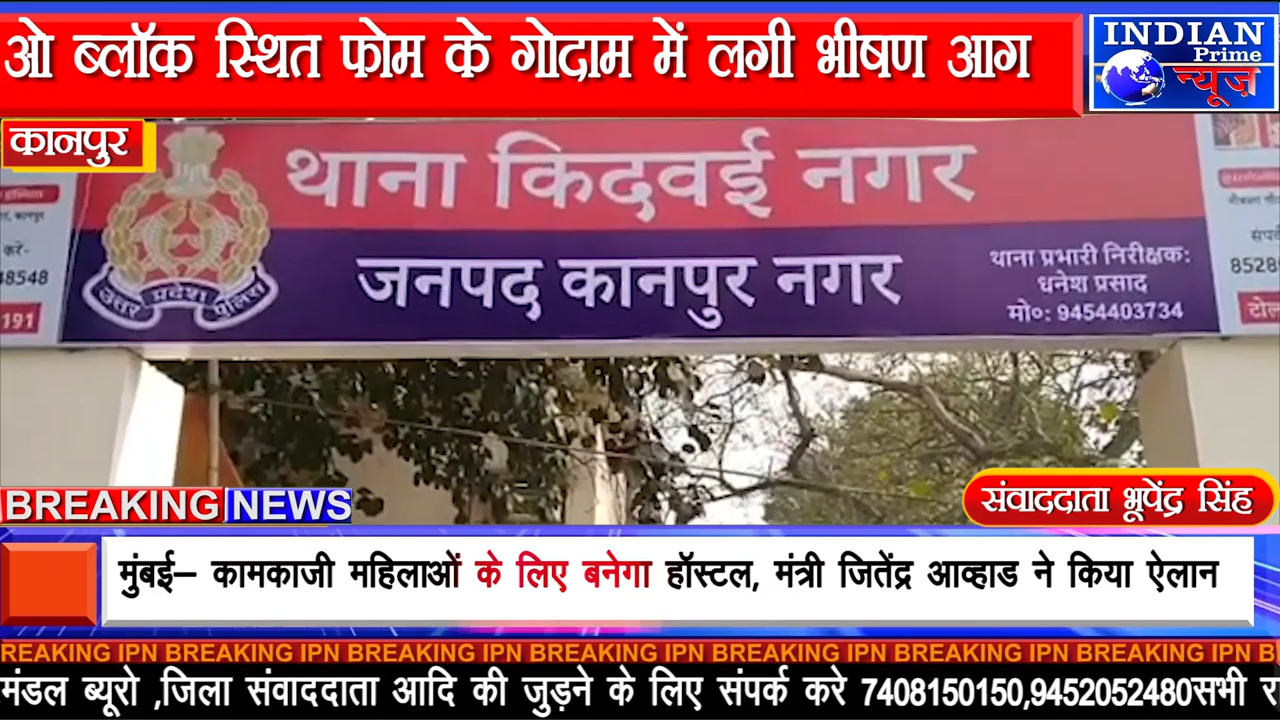 ओ ब्लॉक स्थित फोम के गोदाम में लगी भीषण आग
INDIAN
Prime
न्यूज़
कानपुर
थाना किदवई नगर
जनपद कानपुर नगर
थाना प्रभारी निरीक्षक:
धनेश प्रसाद
मो०: 9454403734
उत्तर प्रदेश पुलिस
करें-
48548
191
8528
BREAKING NEWS
संवाददाता भूपेंद्र सिंह
मुंबई– कामकाजी महिलाओं के लिए बनेगा हॉस्टल, मंत्री जितेंद्र आव्हाड ने किया ऐलान
REAKING IPN BREAKING IPN BREAKING IPN BREAKING IPN BREAKING IPN BREAKING IPN BREAKING IPN B
मंडल ब्यूरो ,जिला संवाददाता आदि की जुड़ने के लिए संपर्क करे 7408150150,9452052480सभी